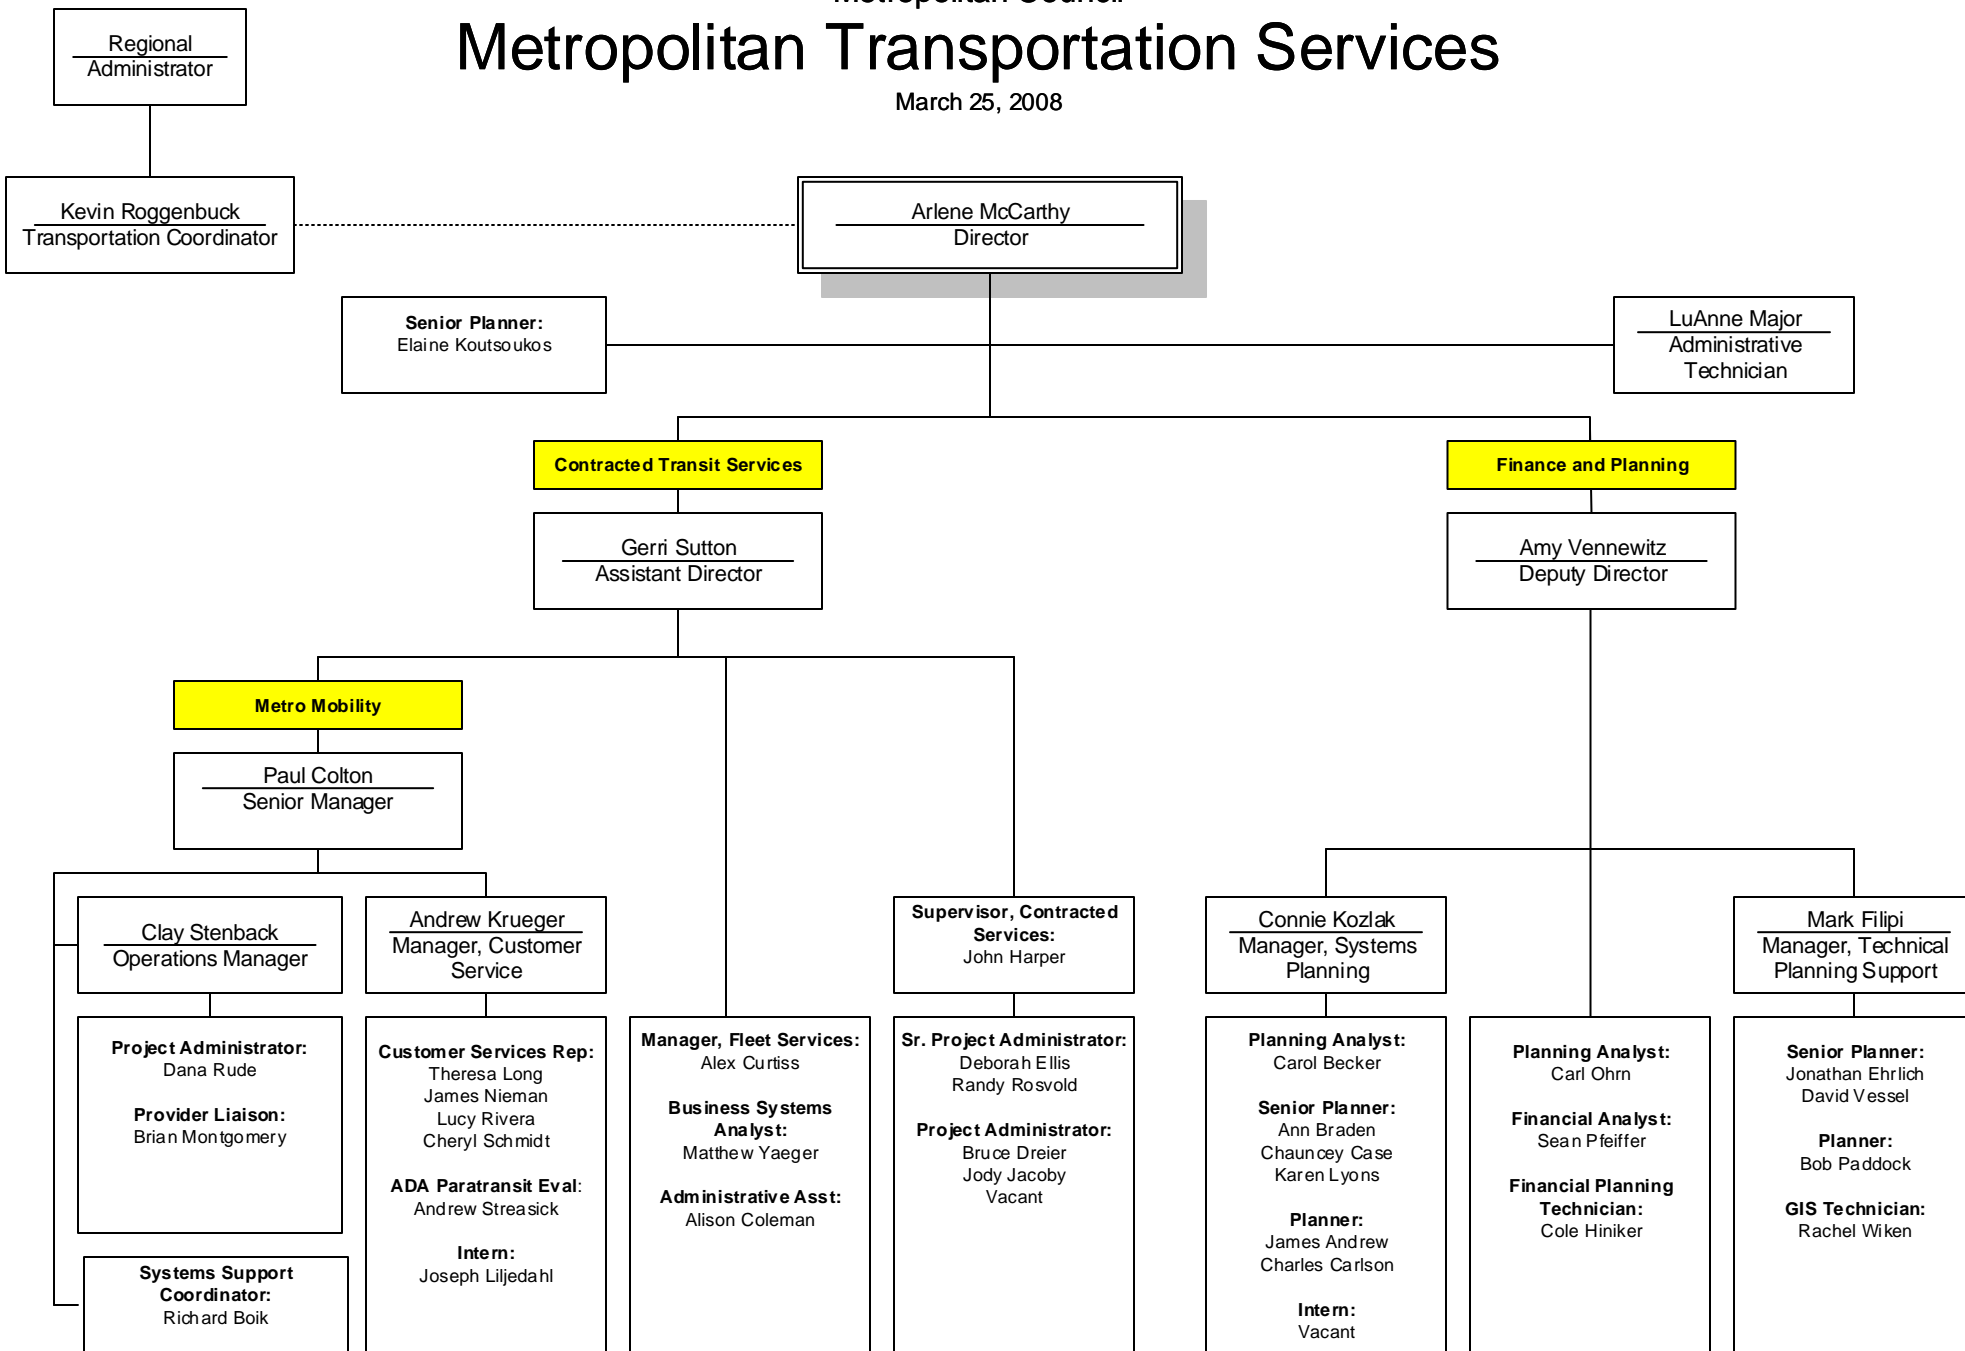 Metropolitan Council
Metropolitan Transportation Services
March 25, 2008
Regional
Administrator
Kevin Roggenbuck
Transportation Coordinator
Arlene McCarthy
Director
Senior Planner:
Elaine Koutsoukos
LuAnne Major
Administrative
Technician
Contracted Transit Services
Finance and Planning
Gerri Sutton
Assistant Director
Amy Vennewitz
Deputy Director
Metro Mobility
Paul Colton
Senior Manager
Clay Stenback
Operations Manager
Andrew Krueger
Manager, Customer
Service
Supervisor, Contracted
Services:
John Harper
Connie Kozlak
Manager, Systems
Planning
Mark Filipi
Manager, Technical
Planning Support
Project Administrator:
Dana Rude
Provider Liaison:
Brian Montgomery
Systems Support
Coordinator:
Richard Boik
Customer Services Rep:
Theresa Long
James Nieman
Lucy Rivera
Cheryl Schmidt
ADA Paratransit Eval:
Andrew Streasick
Intern:
Joseph Liljedahl
Manager, Fleet Services:
Alex Curtiss
Business Systems
Analyst:
Matthew Yaeger
Administrative Asst:
Alison Coleman
Sr. Project Administrator:
Deborah Ellis
Randy Rosvold
Project Administrator:
Bruce Dreier
Jody Jacoby
Vacant
Planning Analyst:
Carol Becker
Senior Planner:
Ann Braden
Chauncey Case
Karen Lyons
Planner:
James Andrew
Charles Carlson
Intern:
Vacant
Planning Analyst:
Carl Ohrn
Financial Analyst:
Sean Pfeiffer
Financial Planning
Technician:
Cole Hiniker
Senior Planner:
Jonathan Ehrlich
David Vessel
Planner:
Bob Paddock
GIS Technician:
Rachel Wiken